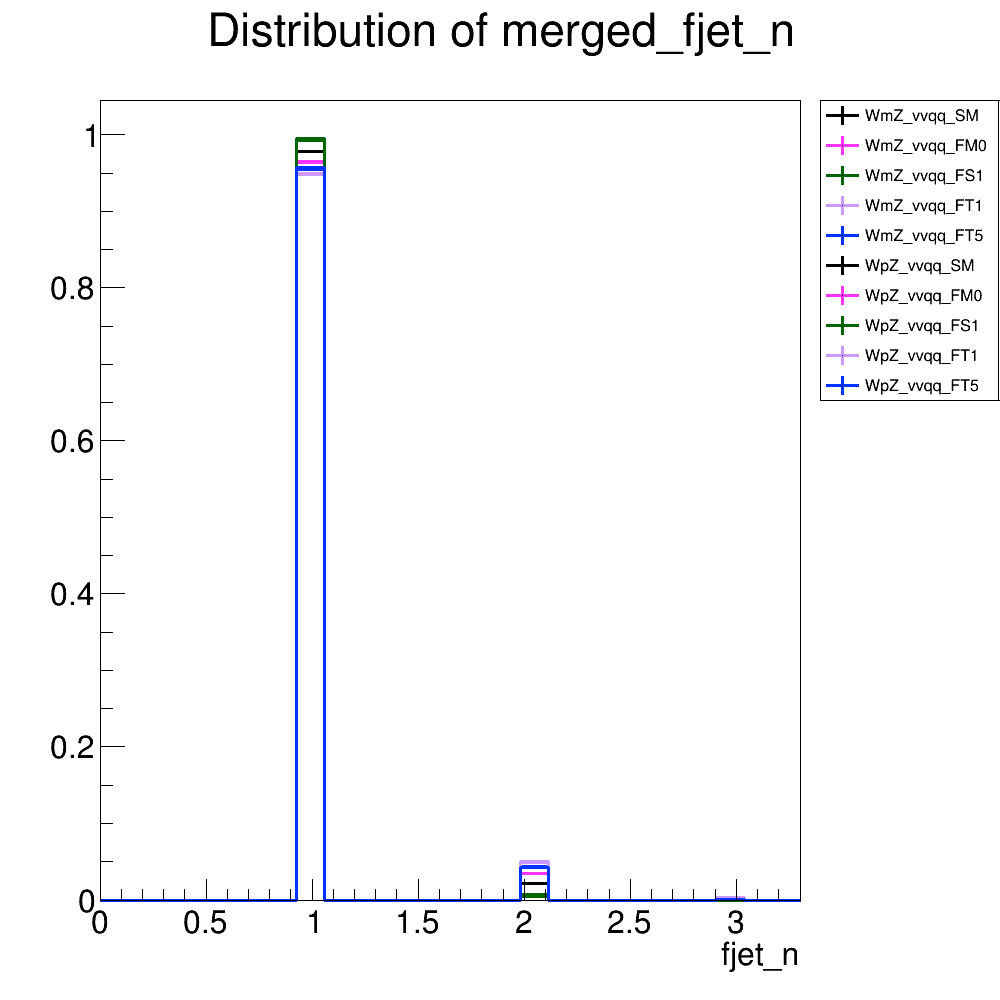 Distribution of merged_fjet_n
1
0.8
0.6
0.4
0.2
0
0 0.5 1 1.5 2 2.5 3
fjet_n
WmZ_vvqq_SM
WmZ_vvqq_FM0
WmZ_vvqq_FS1
WmZ_vvqq_FT1
WmZ_vvqq_FT5
WpZ_vvqq_SM
WpZ_vvqq_FM0
WpZ_vvqq_FS1
WpZ_vvqq_FT1
WpZ_vvqq_FT5